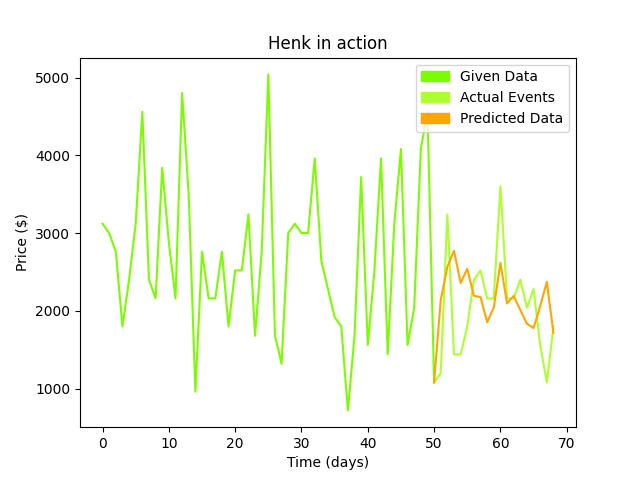 Henk in action
Given Data
Actual Events
Predicted Data
Price ($)
5000
4000
3000
2000
1000
0 10 20 30 40 50 60 70
Time (days)